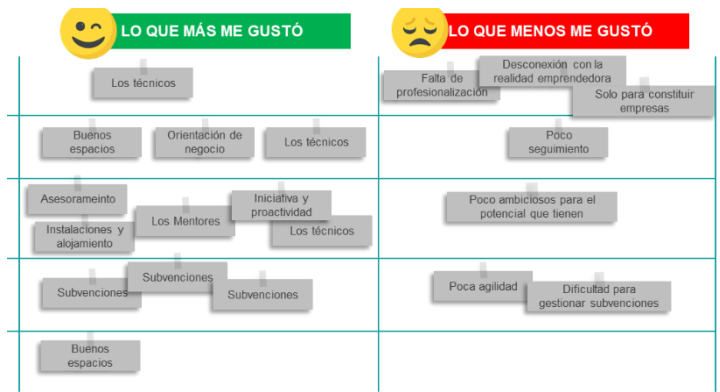 LO QUE MÁS ME GUSTÓ
LO QUE MENOS ME GUSTÓ
Los técnicos
Falta de
profesionalización
Desconexión con la
realidad emprendedora
Solo para constituir
empresas
Buenos
espacios
Orientación de
negocio
Los técnicos
Poco
seguimiento
Asesorameinto
Instalaciones y
alojamiento
Los Mentores
Iniciativa y
proactividad
Los técnicos
Poco ambiciosos para el
potencial que tienen
Subvenciones
Subvenciones
Subvenciones
Poca agilidad
Dificultad para
gestionar subvenciones
Buenos
espacios